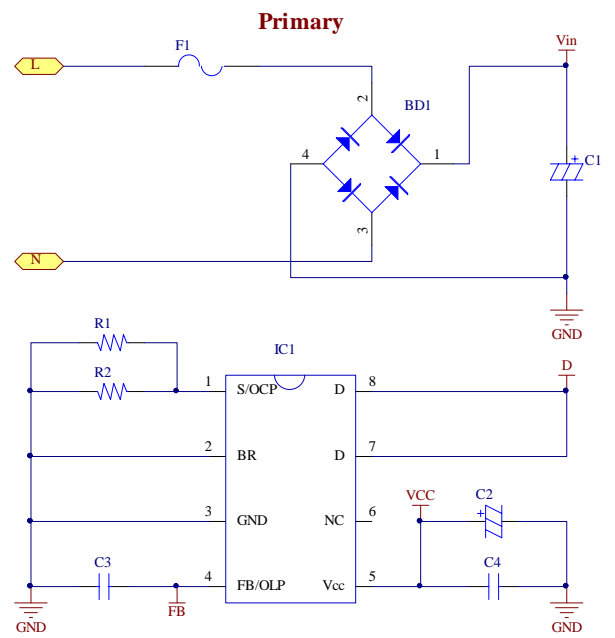 Primary
F1
Vin
L
2
BD1
4
1
C1
3
N
GND
R1
IC1
R2
1
S/OCP
D
8
D
2
BR
D
7
VCC
C2
3
GND
NC
6
C3
C4
4
FB/OLP
Vcc
5
FB
GND
GND